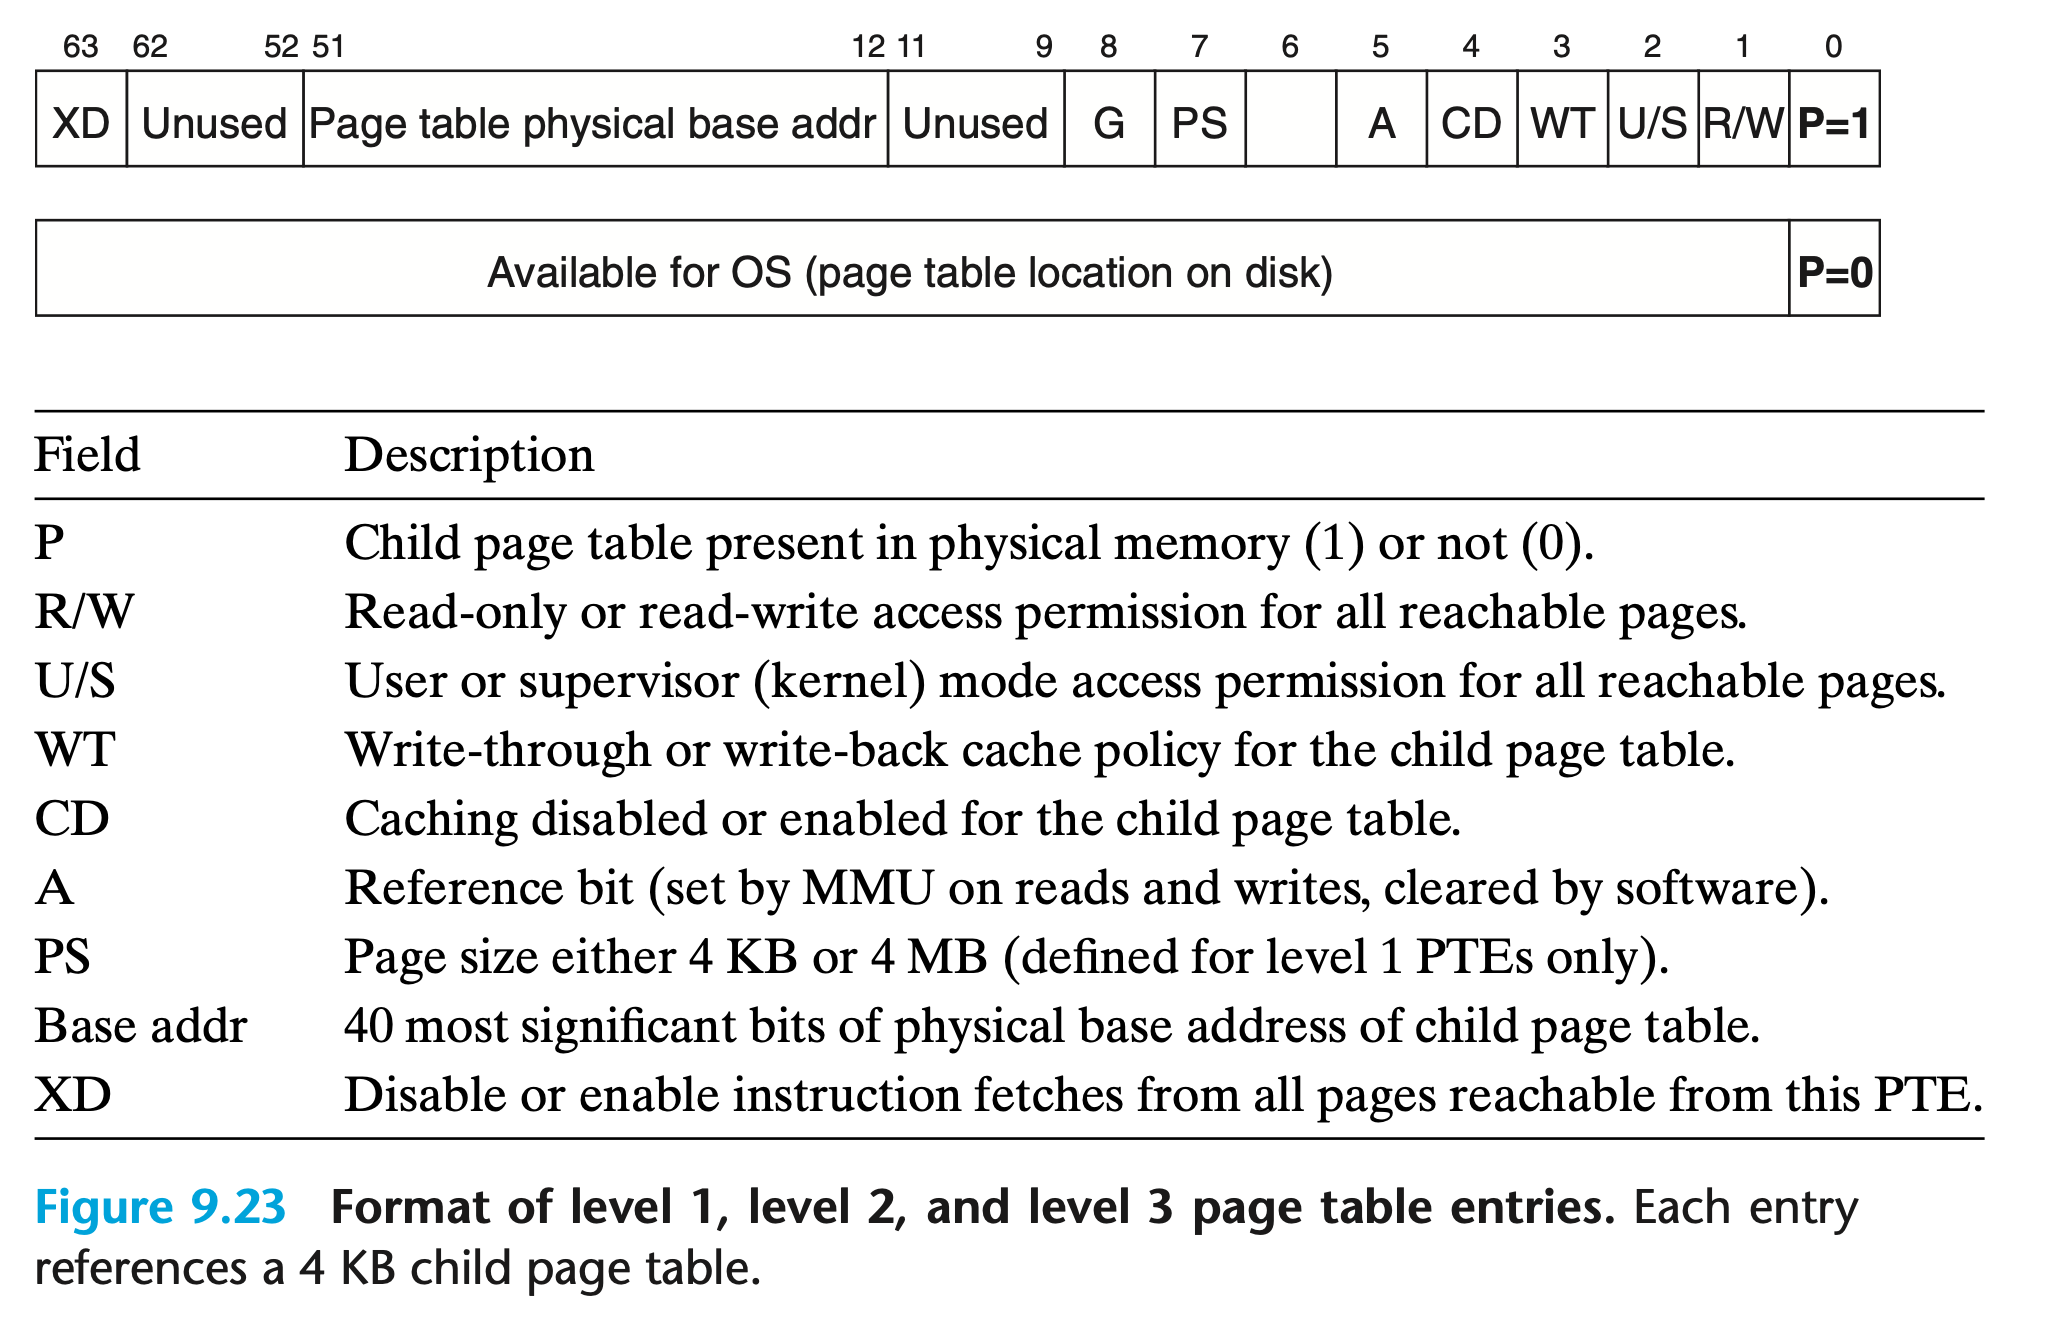 63 62 52 51 12 11 9 8 7 6 5 4 3 2 1 0
XD Unused Page table physical base addr Unused G PS A CD WT U/S R/W P=1
Available for OS (page table location on disk) P=0
Field Description
P Child page table present in physical memory (1) or not (0).
R/W Read-only or read-write access permission for all reachable pages.
U/S User or supervisor (kernel) mode access permission for all reachable pages.
WT Write-through or write-back cache policy for the child page table.
CD Caching disabled or enabled for the child page table.
A Reference bit (set by MMU on reads and writes, cleared by software).
PS Page size either 4 KB or 4 MB (defined for level 1 PTEs only).
Base addr 40 most significant bits of physical base address of child page table.
XD Disable or enable instruction fetches from all pages reachable from this PTE.
Figure 9.23 Format of level 1, level 2, and level 3 page table entries. Each entry
references a 4 KB child page table.